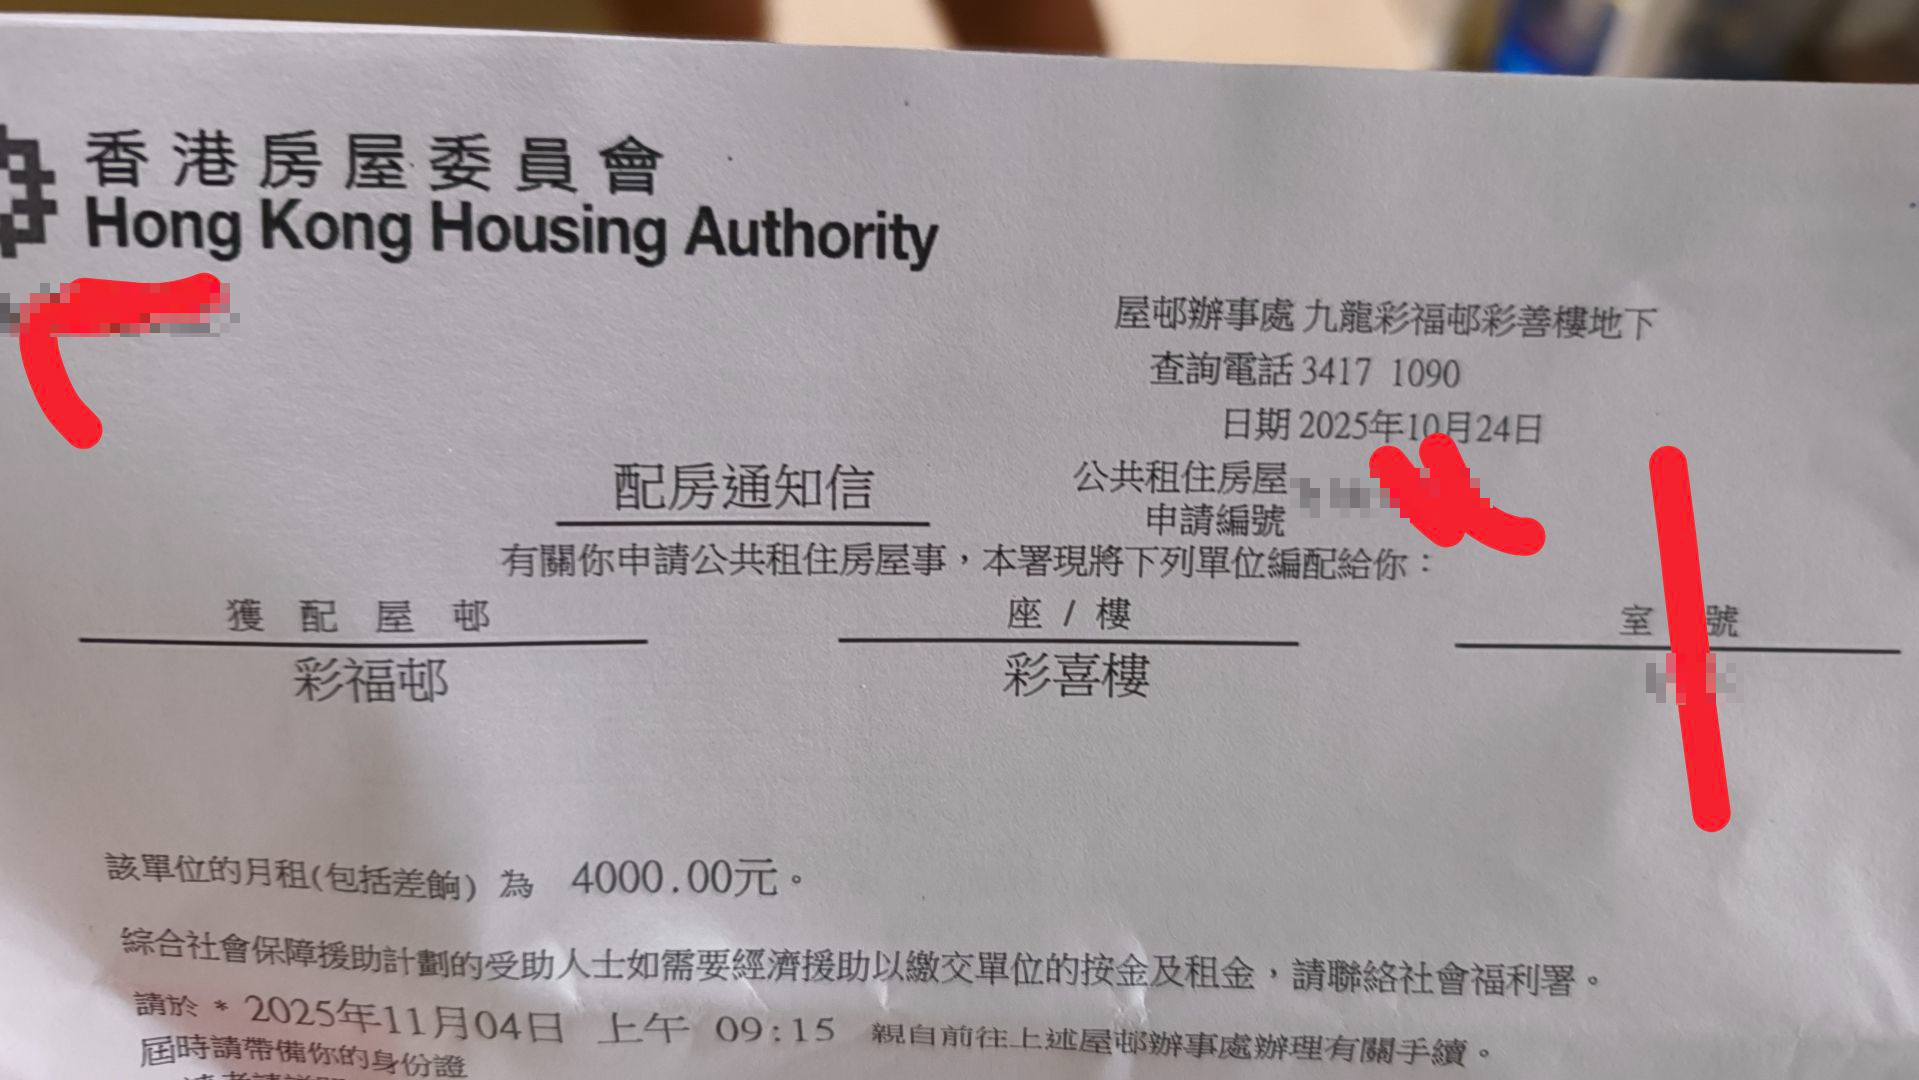 香港房屋委員會
Hong Kong Housing Authority
屋邨辦事處 九龍彩福邨彩善樓地下
查詢電話 3417 1090
日期 2025年10月24日
配房通知信
公共租住房屋
申請編號
有關你申請公共租住房屋事，本署現將下列單位編配給你：
獲配屋邨 座/樓 室號
彩福邨 彩喜樓
該單位的月租(包括差餉) 為 4000.00元。
綜合社會保障援助計劃的受助人士如需要經濟援助以繳交單位的按金及租金，請聯絡社會福利署。
請於 * 2025年11月04日 上午 09:15 親自前往上述屋邨辦事處辦理有關手續。
屆時請帶備你的身份證